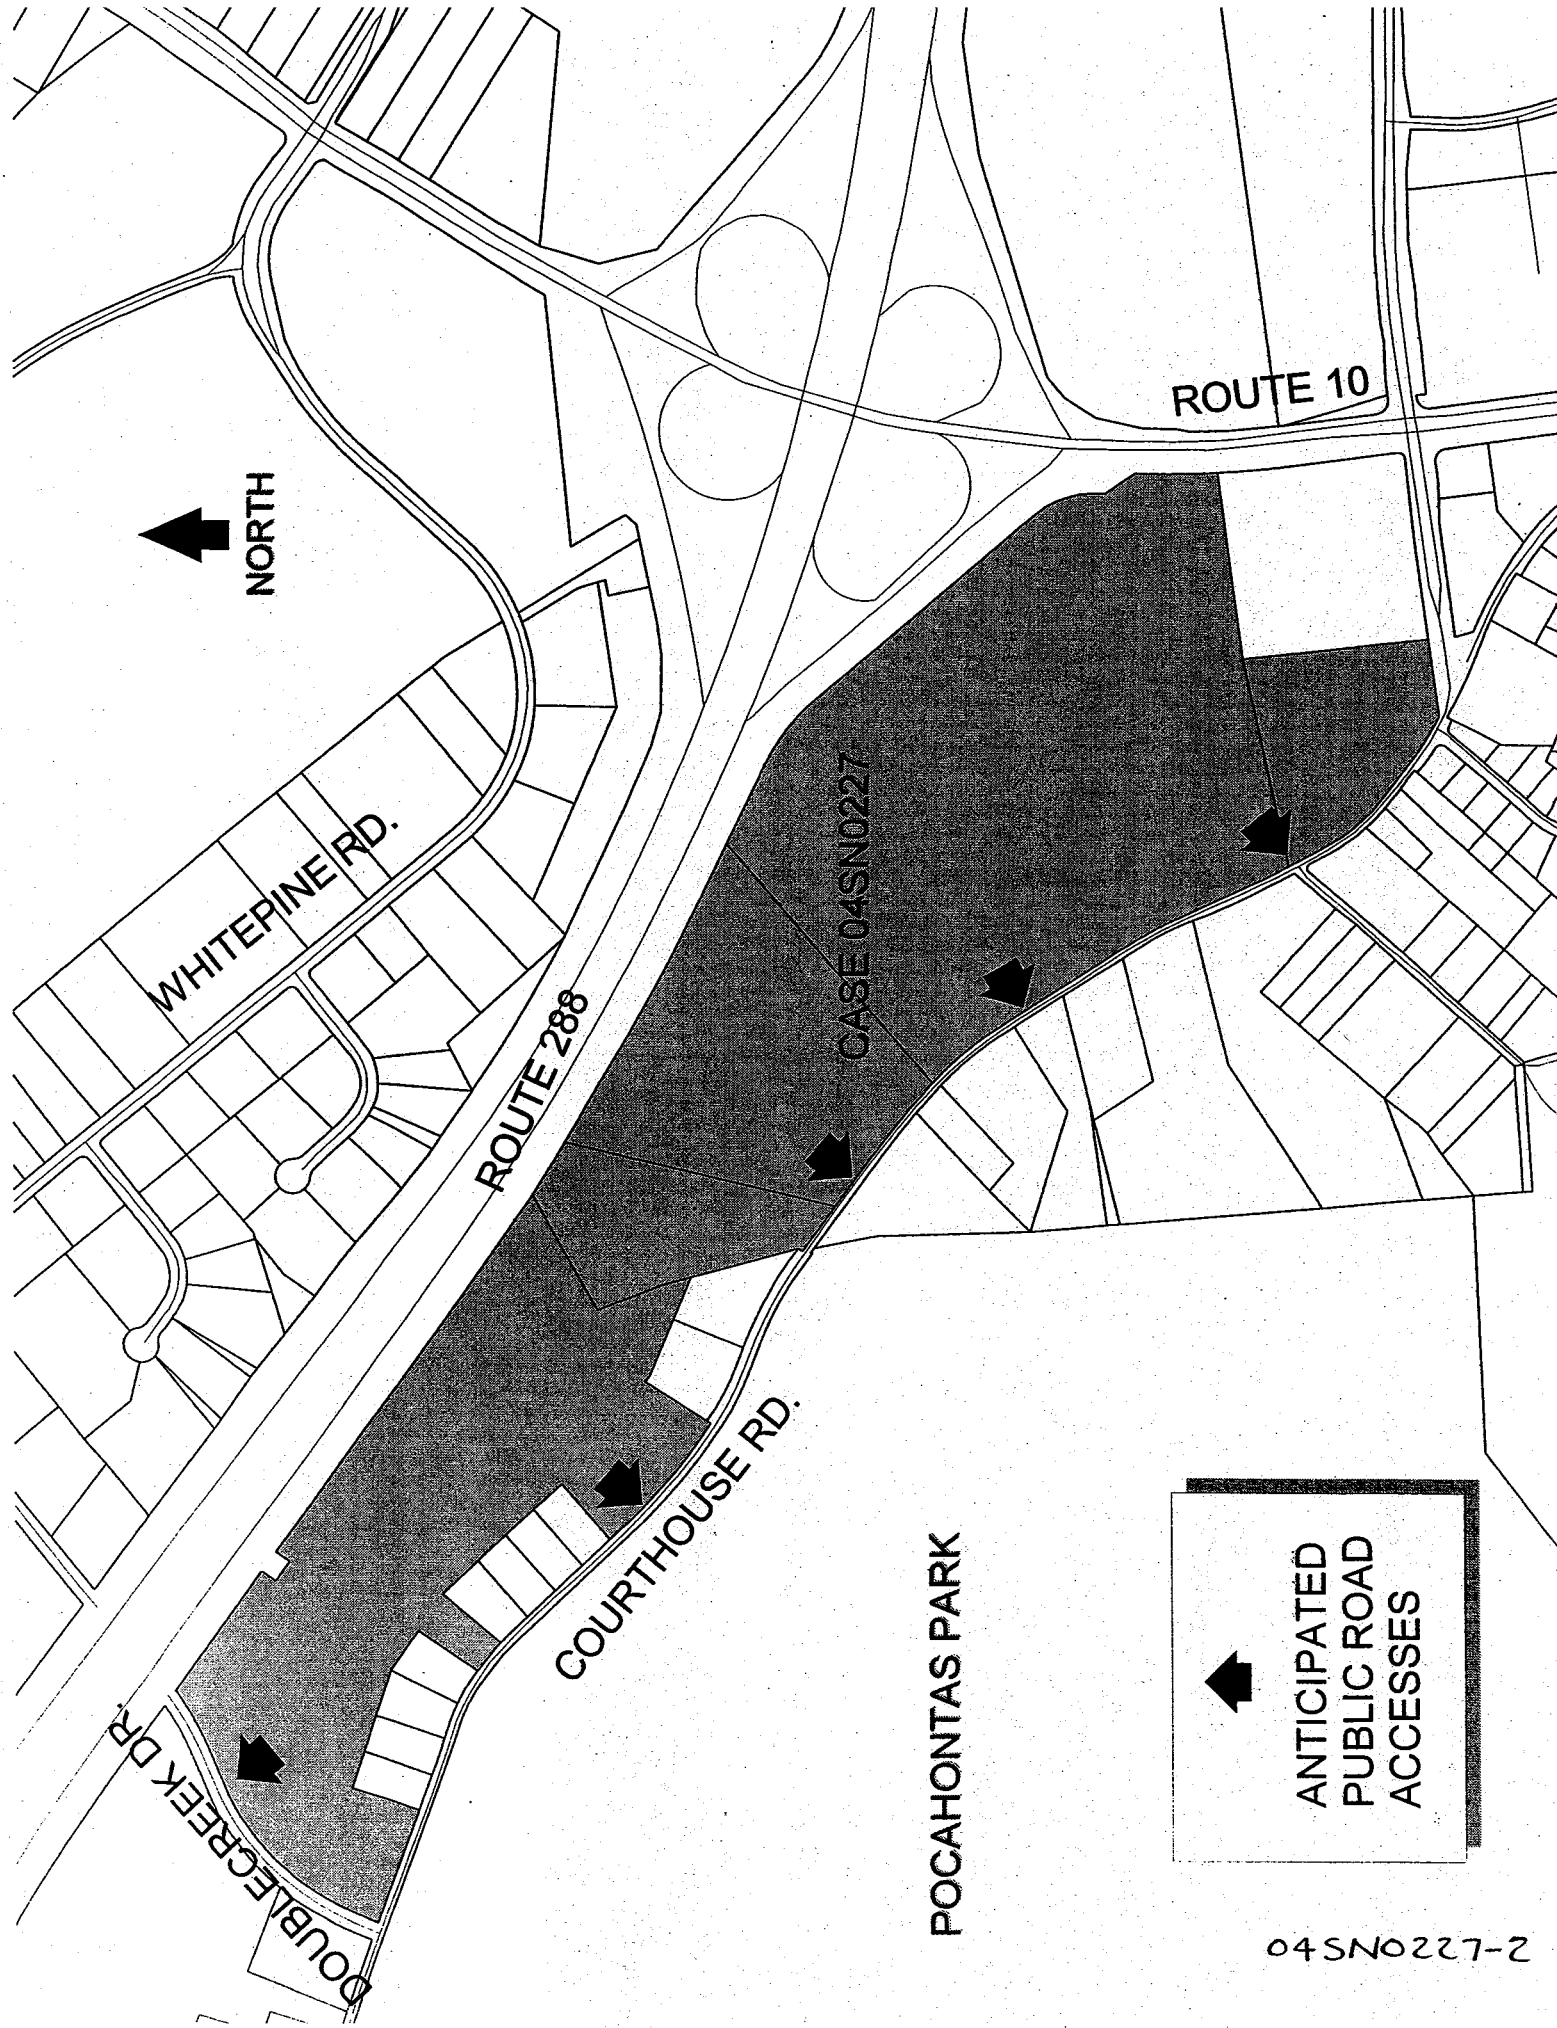 NORTH
ROUTE 10
WHITEPINE RD.
ROUTE 288
CASE 04SN0227
COURTHOUSE RD.
DOUBLECREEK DR.
POCAHONTAS PARK
ANTICIPATED
PUBLIC ROAD
ACCESSES
04SN0227-2